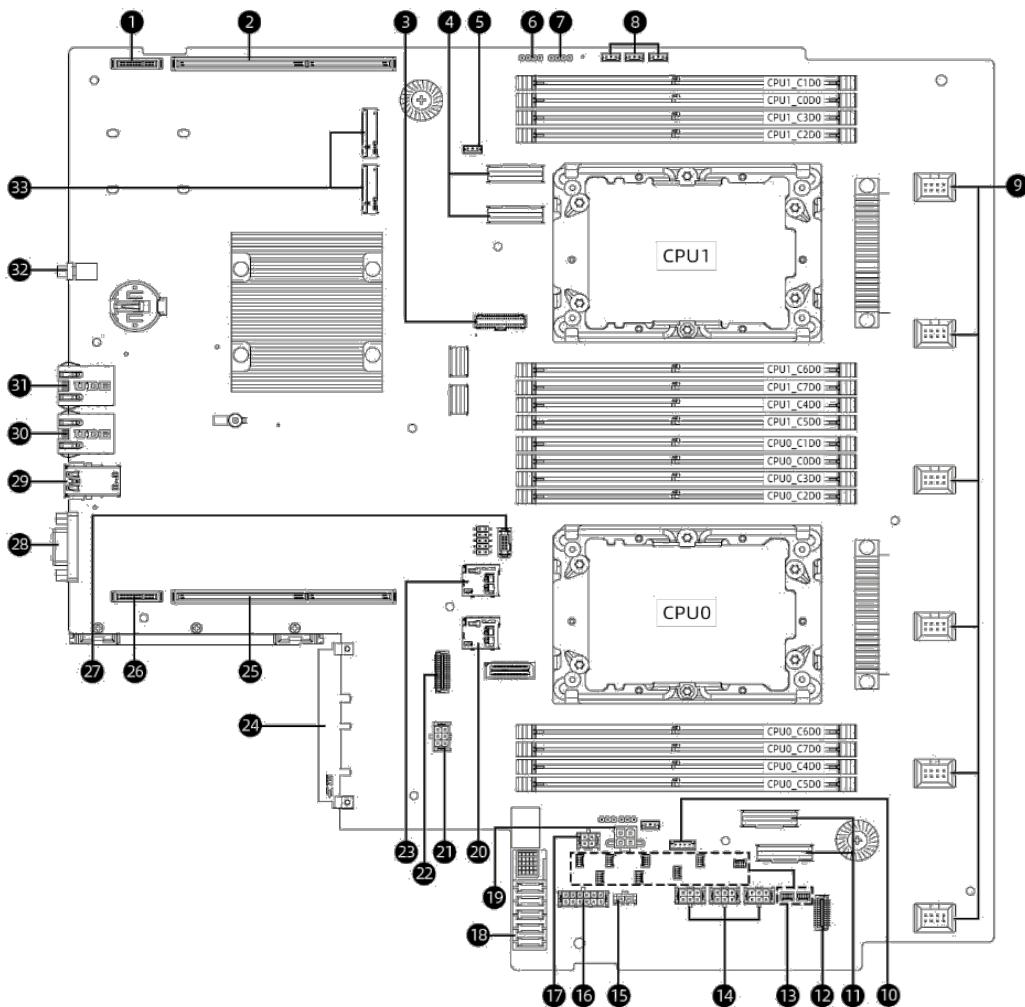 1 2 3 4 5 6 7 8
CPU1_C1D0
CPU1_C0D0
CPU1_C3D0
CPU1_C2D0
33
9
CPU1
32
3
CPU1_C6D0
31
CPU1_C7D0
CPU1_C4D0
CPU1_C5D0
30
CPU0_C1D0
CPU0_C0D0
29
CPU0_C3D0
CPU0_C2D0
28
CPU0
27 26 25 24
CPU0_C6D0
CPU0_C7D0
CPU0_C4D0
CPU0_C5D0
23 22 21 20 19
18 17 16 15 14 13 12 11 10